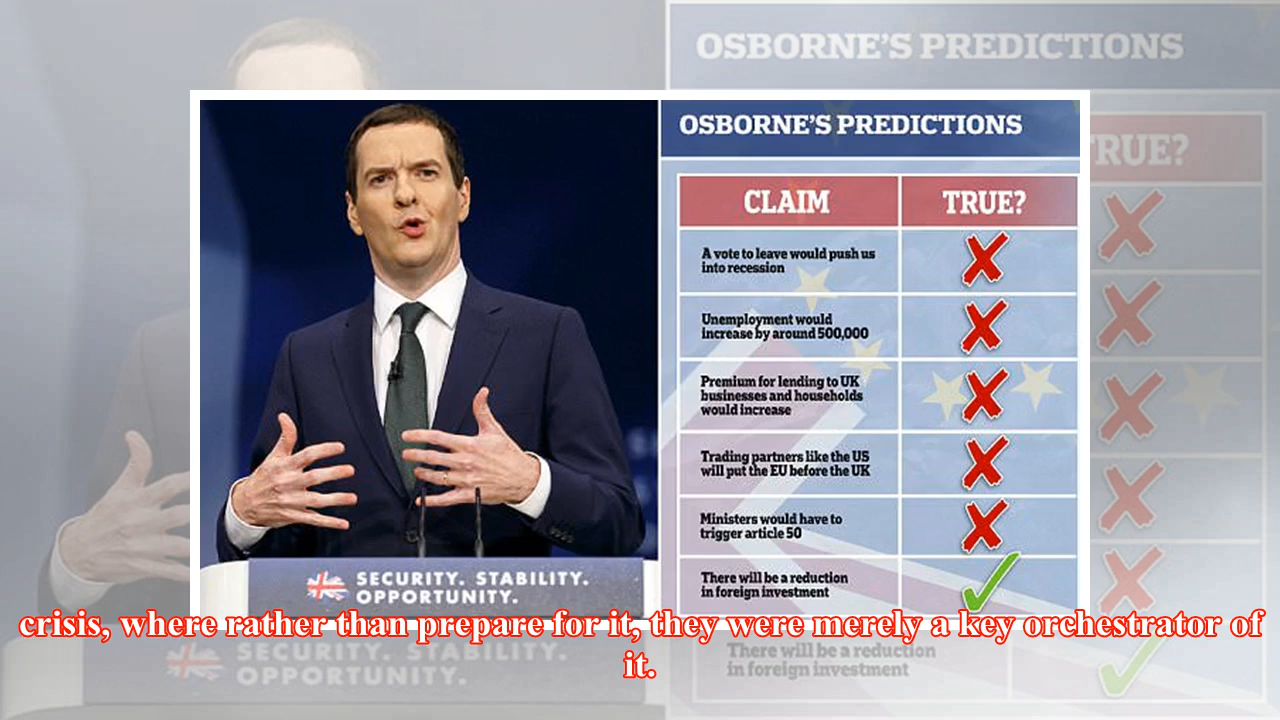 OSBORNE'S PREDICTIONS
OSBORNE'S PREDICTIONS
CLAIM
TRUE?
TRUE?
A vote to leave would push us
into recession
Unemployment would
increase by around 500,000
Premium for lending to UK
businesses and households
would increase
Trading partners like the US
will put the EU before the UK
Ministers would have to
trigger article 50
There will be a reduction
in foreign investment
SECURITY. STABILITY.
OPPORTUNITY.
crisis, where rather than prepare for it, they were merely a key orchestrator of
it.
SECURITY. STABILITY.
OPPORTUNITY.
There will be a reduction
in foreign investment